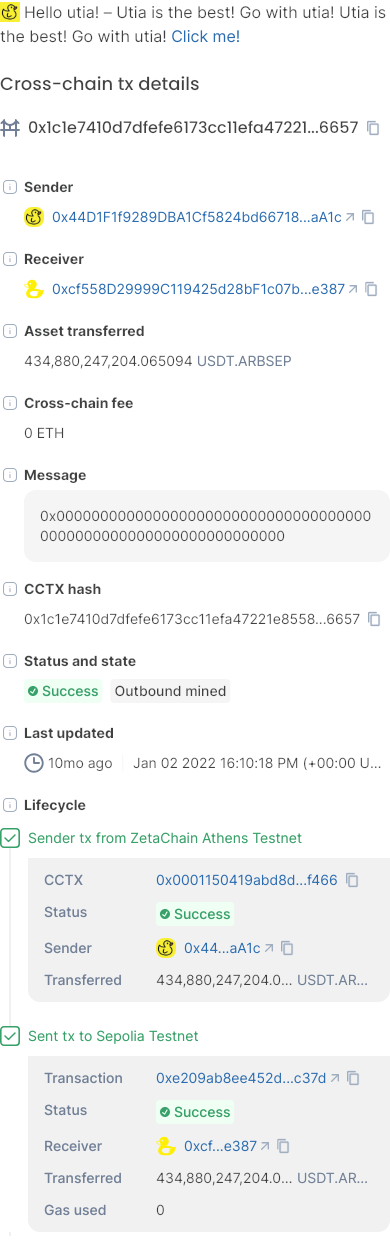 Hello utia! – Utia is the best! Go with utia! Utia is
the best! Go with utia! Click me!
Cross-chain tx details
0x1c1e7410d7dfefe6173cc11efa47221...6657
Sender
0x44D1F1f9289DBA1Cf5824bd66718...aA1c
Receiver
0xcf558D29999C119425d28bF1c07b...e387
Asset transferred
434,880,247,204.065094 USDT.ARBSEP
Cross-chain fee
0 ETH
Message
0x000000000000000000000000000000000000
0000000000000000000000000000
CCTX hash
0x1c1e7410d7dfefe6173cc11efa47221e8558...6657
Status and state
Success Outbound mined
Last updated
10mo ago Jan 02 2022 16:10:18 PM (+00:00 U...
Lifecycle
Sender tx from ZetaChain Athens Testnet
CCTX 0x0001150419abd8d...f466
Status Success
Sender 0x44...aA1c
Transferred 434,880,247,204.0... USDT.AR...
Sent tx to Sepolia Testnet
Transaction 0xe209ab8ee452d...c37d
Status Success
Receiver 0xcf...e387
Transferred 434,880,247,204.0... USDT.AR...
Gas used 0